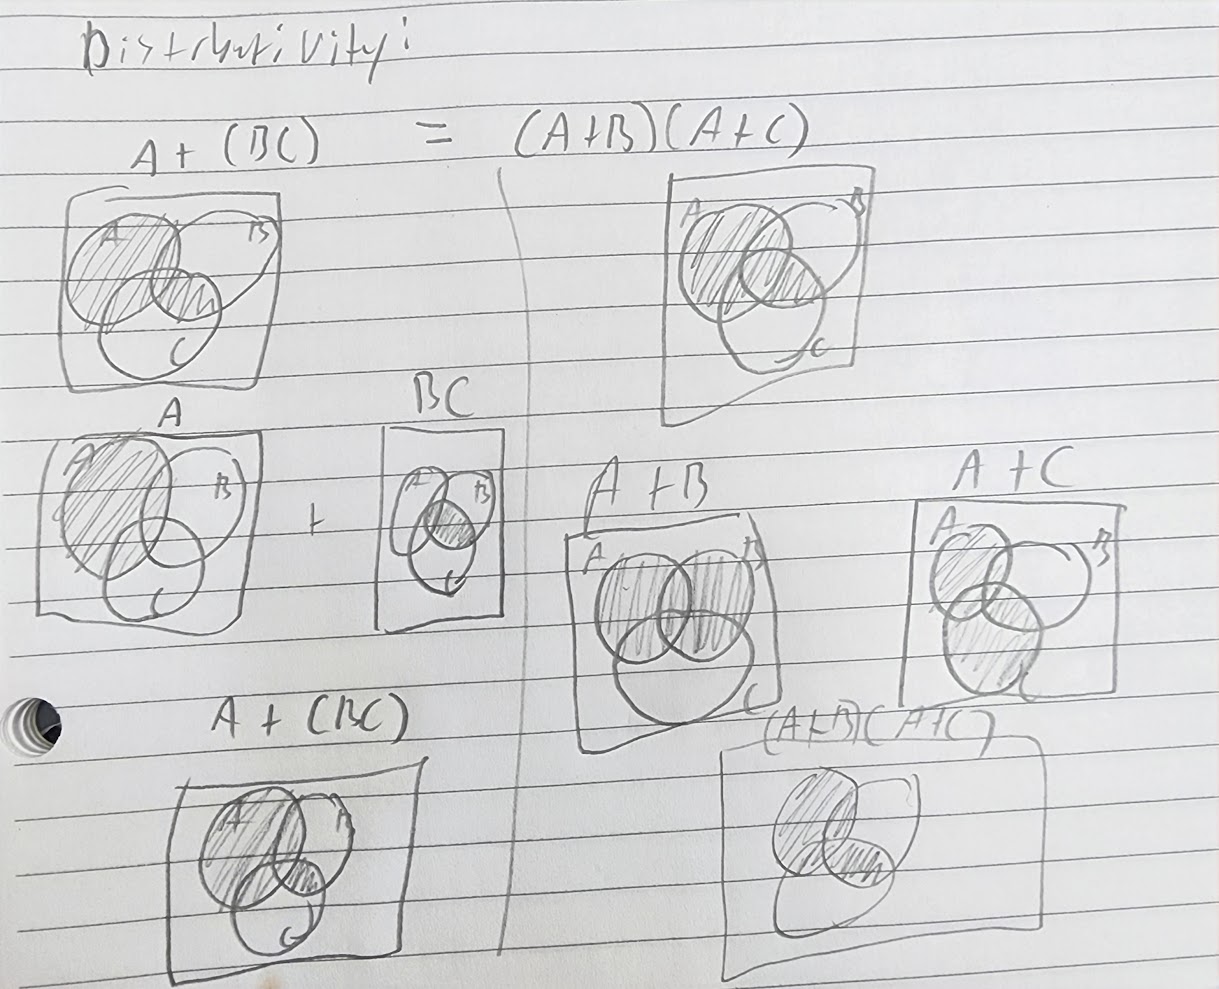 Distributivity:
A + (BC) = (A+B)(A+C)
A B C
A B C
A + BC
A B C
A B C
A + B
A + C
A B C
A B
A + (BC)
(A+B)(A+C)
A B C